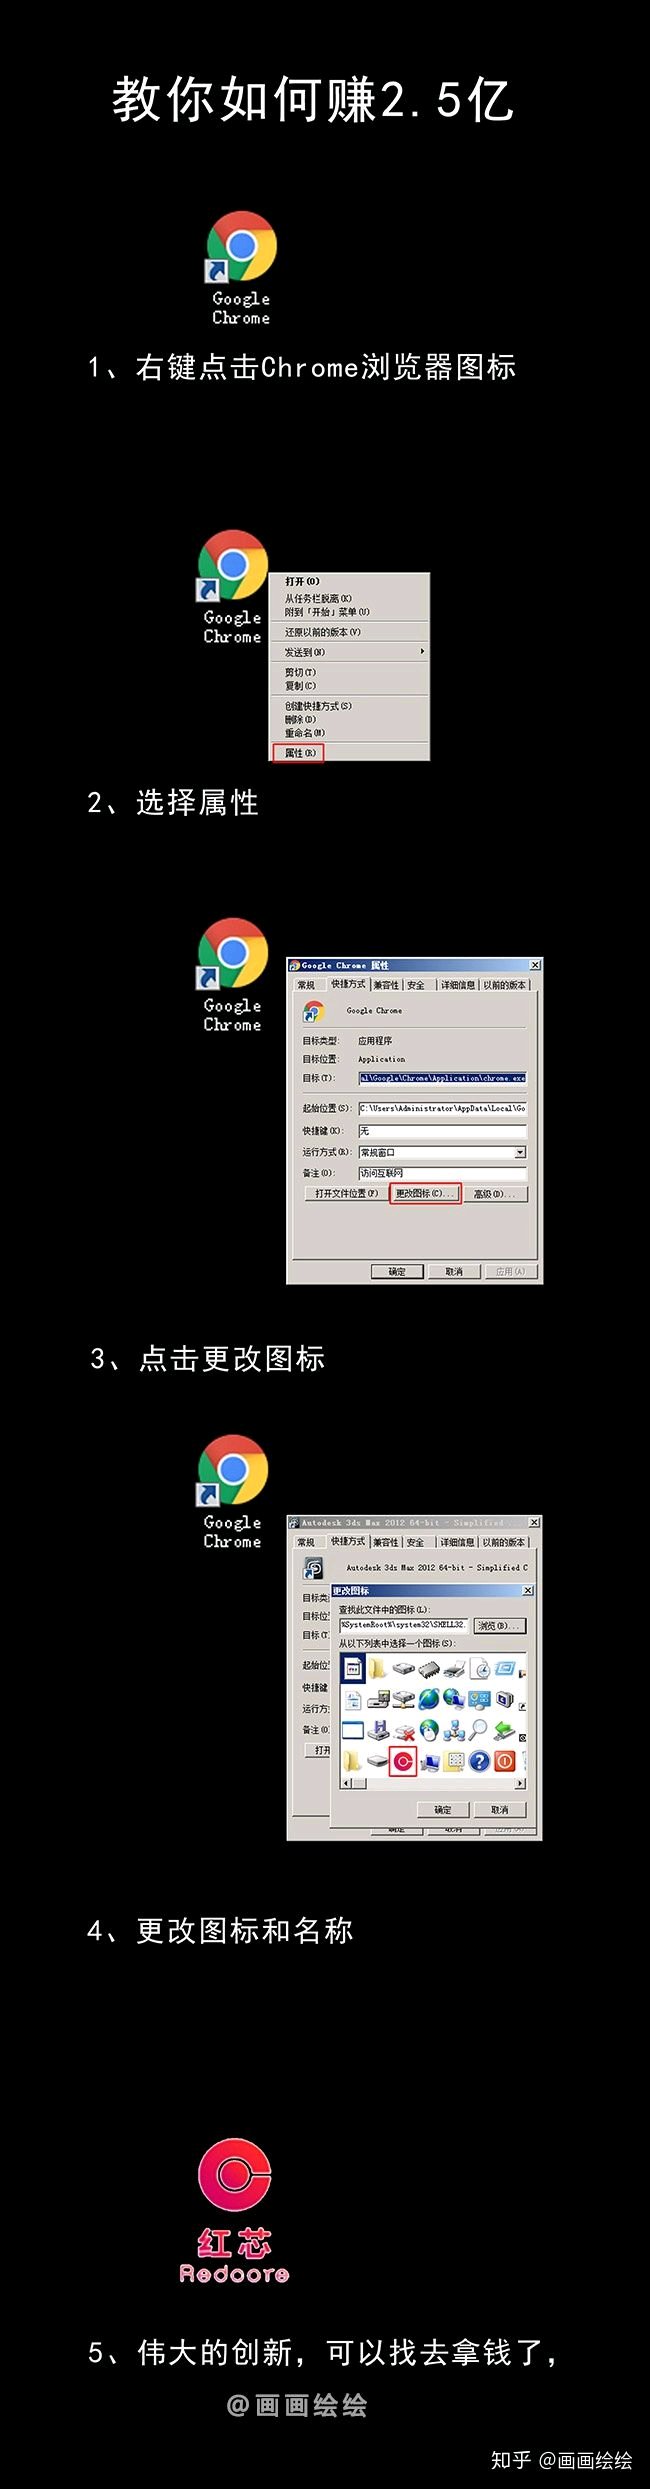 教你如何赚2.5亿
Google
Chrome
1、右键点击Chrome浏览器图标
Google
Chrome
打开(O)
从任务栏脱离(K)
附到「开始」菜单(U)
还原以前的版本(V)
发送到(N)
剪切(T)
复制(C)
创建快捷方式(S)
删除(D)
重命名(M)
属性(R)
2、选择属性
Google
Chrome
Google Chrome 属性
常规 快捷方式 兼容性 安全 详细信息 以前的版本
Google Chrome
目标类型: 应用程序
目标位置: Application
目标(T): al\Google\Chrome\Application\chrome.exe
起始位置(S): C:\Users\Administrator\AppData\Local\Go
快捷键(K): 无
运行方式(R): 常规窗口
备注(O): 访问互联网
打开文件位置(F) 更改图标(C)... 高级(D)...
确定 取消 应用(A)
3、点击更改图标
Google
Chrome
Autodesk 3ds Max 2012 64-bit - Simplified
常规 快捷方式 兼容性 安全 详细信息 以前的版本
Autodesk 3ds Max 2012 64-bit - Simplified C
更改图标
目标类
查找此文件中的图标(L):
目标位
%SystemRoot%\system32\SHELL32. 浏览(B)...
目标(T
从以下列表中选择一个图标(S):
起始位
快捷键
运行方
备注(O
打开
确定 取消
4、更改图标和名称
红芯
Redcore
5、伟大的创新，可以找去拿钱了，
@画画绘绘
知乎 @画画绘绘